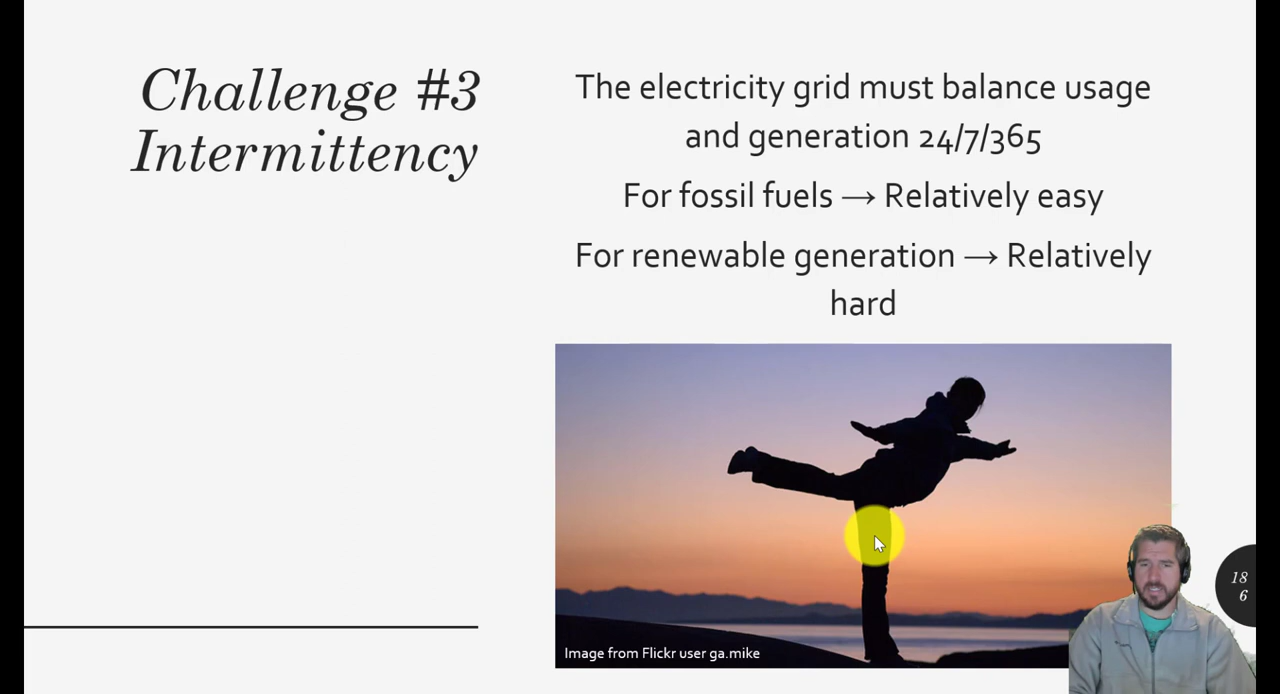 Challenge #3
Intermittency
The electricity grid must balance usage
and generation 24/7/365
For fossil fuels → Relatively easy
For renewable generation → Relatively
hard
Image from Flickr user ga.mike
18
6